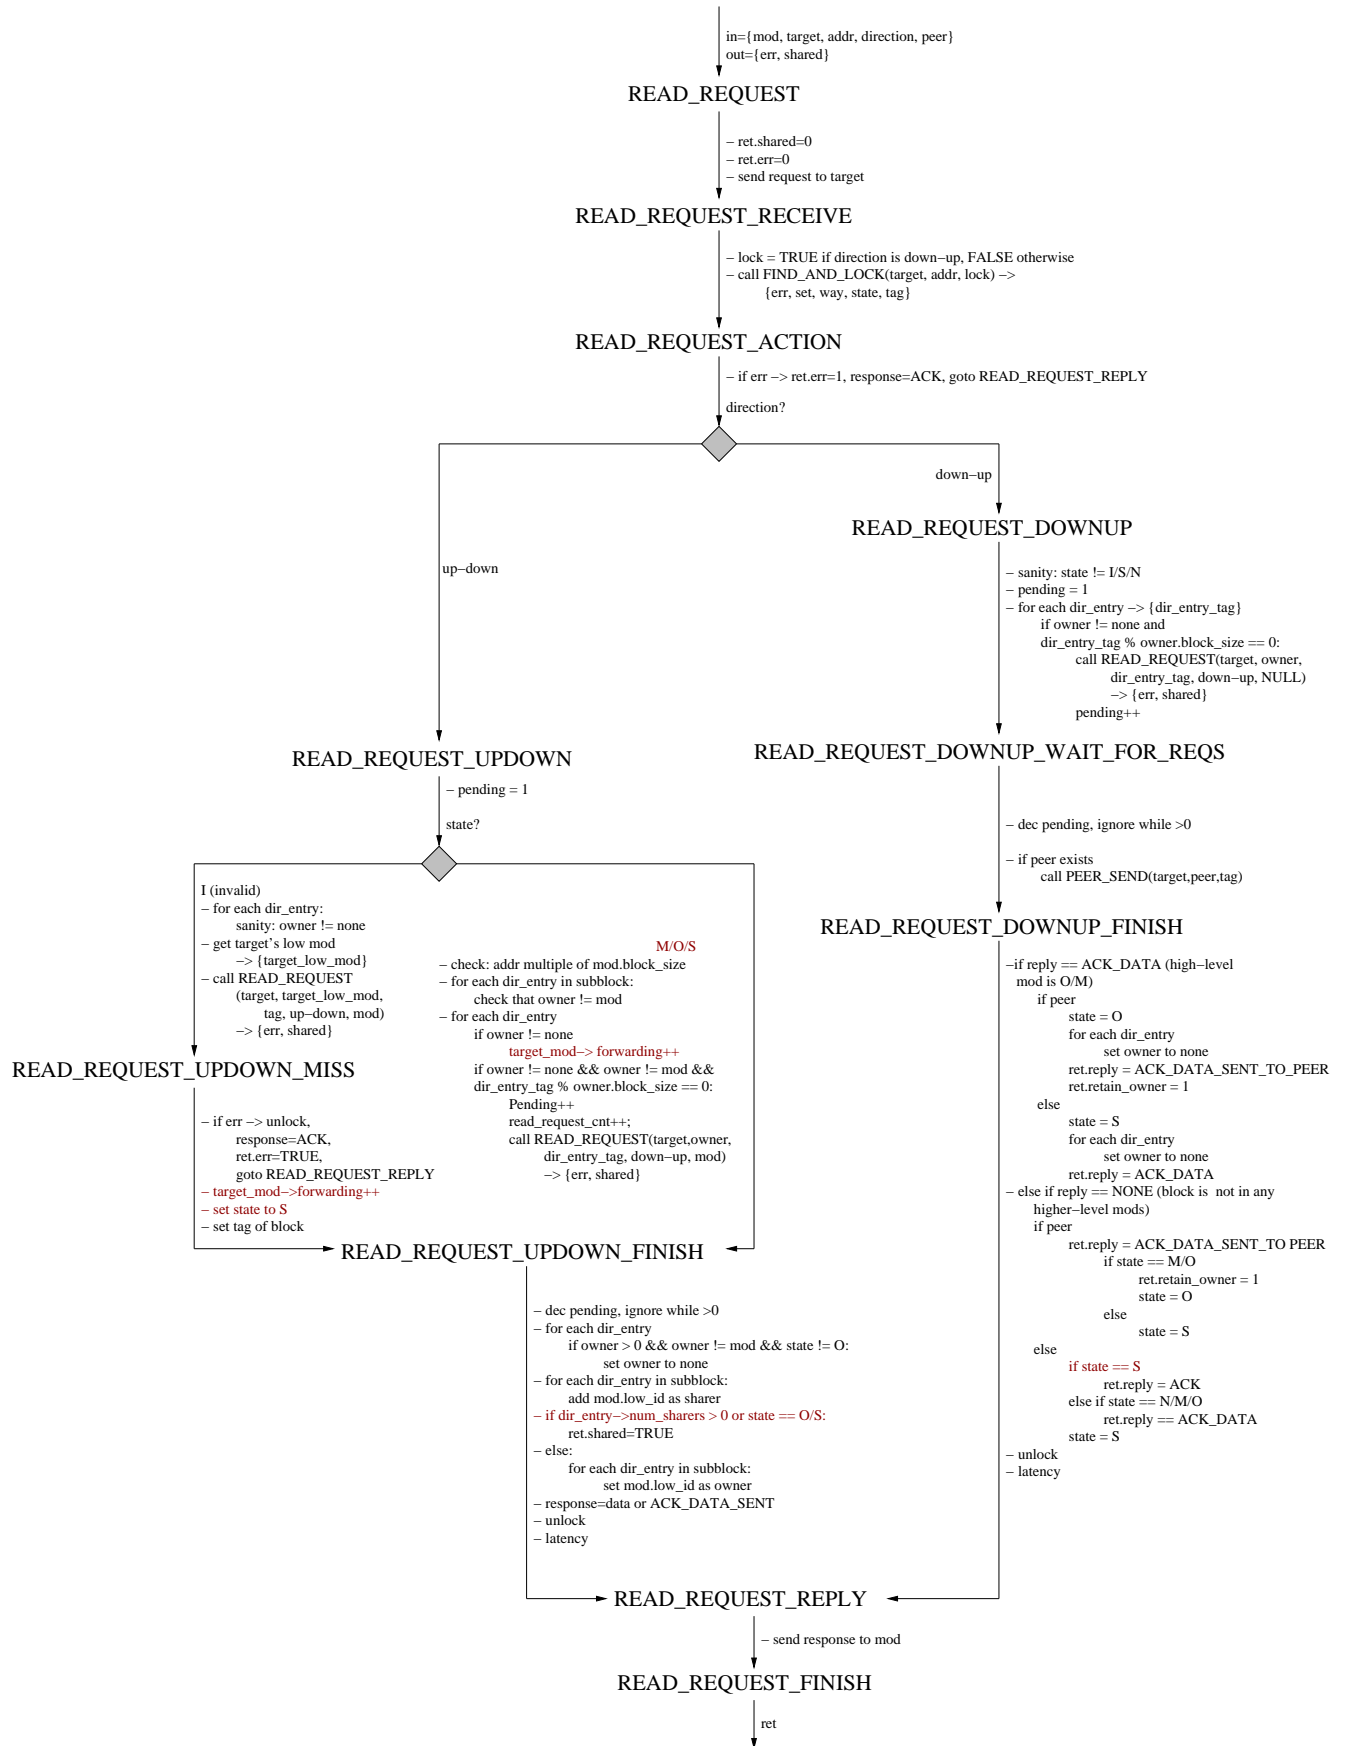 in={mod, target, addr, direction, peer}
out={err, shared}
READ_REQUEST
– ret.shared=0
– ret.err=0
– send request to target
READ_REQUEST_RECEIVE
– lock = TRUE if direction is down–up, FALSE otherwise
– call FIND_AND_LOCK(target, addr, lock) –>
{err, set, way, state, tag}
READ_REQUEST_ACTION
– if err –> ret.err=1, response=ACK, goto READ_REQUEST_REPLY
direction?
up–down
READ_REQUEST_UPDOWN
– pending = 1
state?
I (invalid)
– for each dir_entry:
sanity: owner != none
– get target's low mod
–> {target_low_mod}
– call READ_REQUEST
(target, target_low_mod,
tag, up–down, mod)
–> {err, shared}
READ_REQUEST_UPDOWN_MISS
– if err –> unlock,
response=ACK,
ret.err=TRUE,
goto READ_REQUEST_REPLY
– target_mod–>forwarding++
– set state to S
– set tag of block
M/O/S
– check: addr multiple of mod.block_size
– for each dir_entry in subblock:
check that owner != mod
– for each dir_entry
if owner != none
target_mod–> forwarding++
if owner != none && owner != mod &&
dir_entry_tag % owner.block_size == 0:
Pending++
read_request_cnt++;
call READ_REQUEST(target,owner,
dir_entry_tag, down–up, mod)
–> {err, shared}
READ_REQUEST_UPDOWN_FINISH
– dec pending, ignore while >0
– for each dir_entry
if owner > 0 && owner != mod && state != O:
set owner to none
– for each dir_entry in subblock:
add mod.low_id as sharer
– if dir_entry–>num_sharers > 0 or state == O/S:
ret.shared=TRUE
– else:
for each dir_entry in subblock:
set mod.low_id as owner
– response=data or ACK_DATA_SENT
– unlock
– latency
down–up
READ_REQUEST_DOWNUP
– sanity: state != I/S/N
– pending = 1
– for each dir_entry –> {dir_entry_tag}
if owner != none and
dir_entry_tag % owner.block_size == 0:
call READ_REQUEST(target, owner,
dir_entry_tag, down–up, NULL)
–> {err, shared}
pending++
READ_REQUEST_DOWNUP_WAIT_FOR_REQS
– dec pending, ignore while >0
– if peer exists
call PEER_SEND(target,peer,tag)
READ_REQUEST_DOWNUP_FINISH
–if reply == ACK_DATA (high–level
mod is O/M)
if peer
state = O
for each dir_entry
set owner to none
ret.reply = ACK_DATA_SENT_TO_PEER
ret.retain_owner = 1
else
state = S
for each dir_entry
set owner to none
ret.reply = ACK_DATA
– else if reply == NONE (block is  not in any
higher–level mods)
if peer
ret.reply = ACK_DATA_SENT_TO PEER
if state == M/O
ret.retain_owner = 1
state = O
else
state = S
else
if state == S
ret.reply = ACK
else if state == N/M/O
ret.reply == ACK_DATA
state = S
– unlock
– latency
READ_REQUEST_REPLY
– send response to mod
READ_REQUEST_FINISH
ret